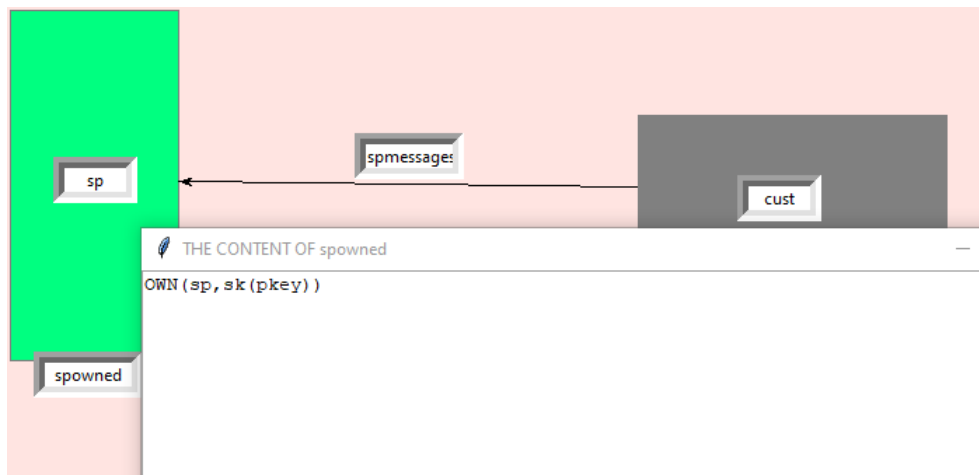 spmessages
sp
cust
THE CONTENT OF spowned
OWN(sp,sk(pkey))
spowned